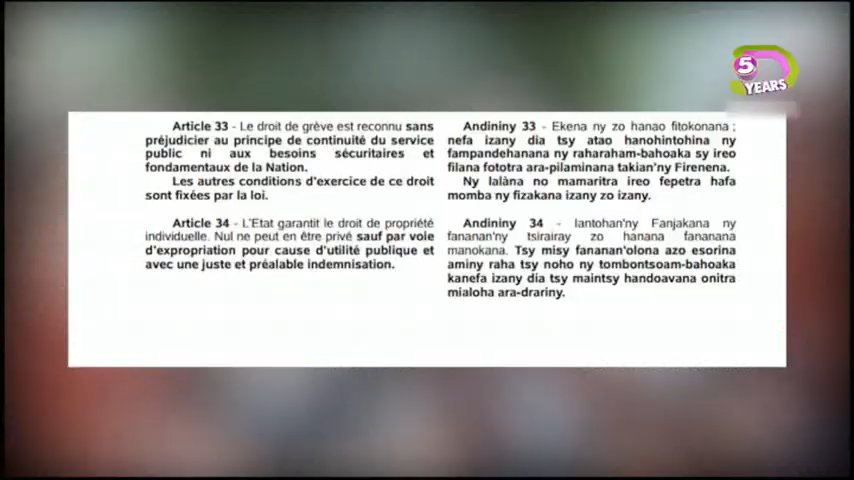 5
YEARS
Article 33 - Le droit de grève est reconnu sans
préjudicier au principe de continuité du service
public ni aux besoins sécuritaires et
fondamentaux de la Nation.
Les autres conditions d'exercice de ce droit
sont fixées par la loi.
Article 34 - L'Etat garantit le droit de propriété
individuelle. Nul ne peut en être privé sauf par voie
d'expropriation pour cause d'utilité publique et
avec une juste et préalable indemnisation.
Andininy 33 - Ekena ny zo hanao fitokonana ;
nefa izany dia tsy atao hanohintohina ny
fampandehanana ny raharaham-bahoaka sy ireo
filana fototra ara-pilaminana takian'ny Firenena.
Ny lalàna no mamaritra ireo fepetra hafa
momba ny fizakana izany zo izany.
Andininy 34 - Iantohan'ny Fanjakana ny
fananan'ny tsirairay zo hanana fananana
manokana. Tsy misy fananan'olona azo esorina
aminy raha tsy noho ny tombontsoam-bahoaka
kanefa izany dia tsy maintsy handoavana onitra
mialoha ara-drariny.